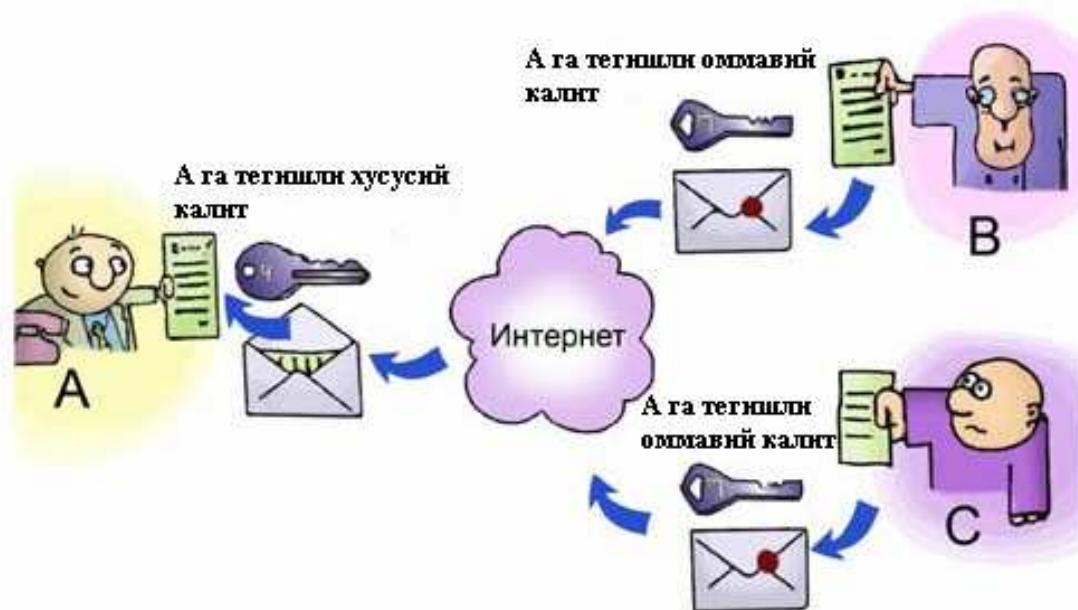 А га тегишли оммавий
калит
А га тегишли хусусий
калит
B
A
Интернет
А га тегишли
оммавий калит
C